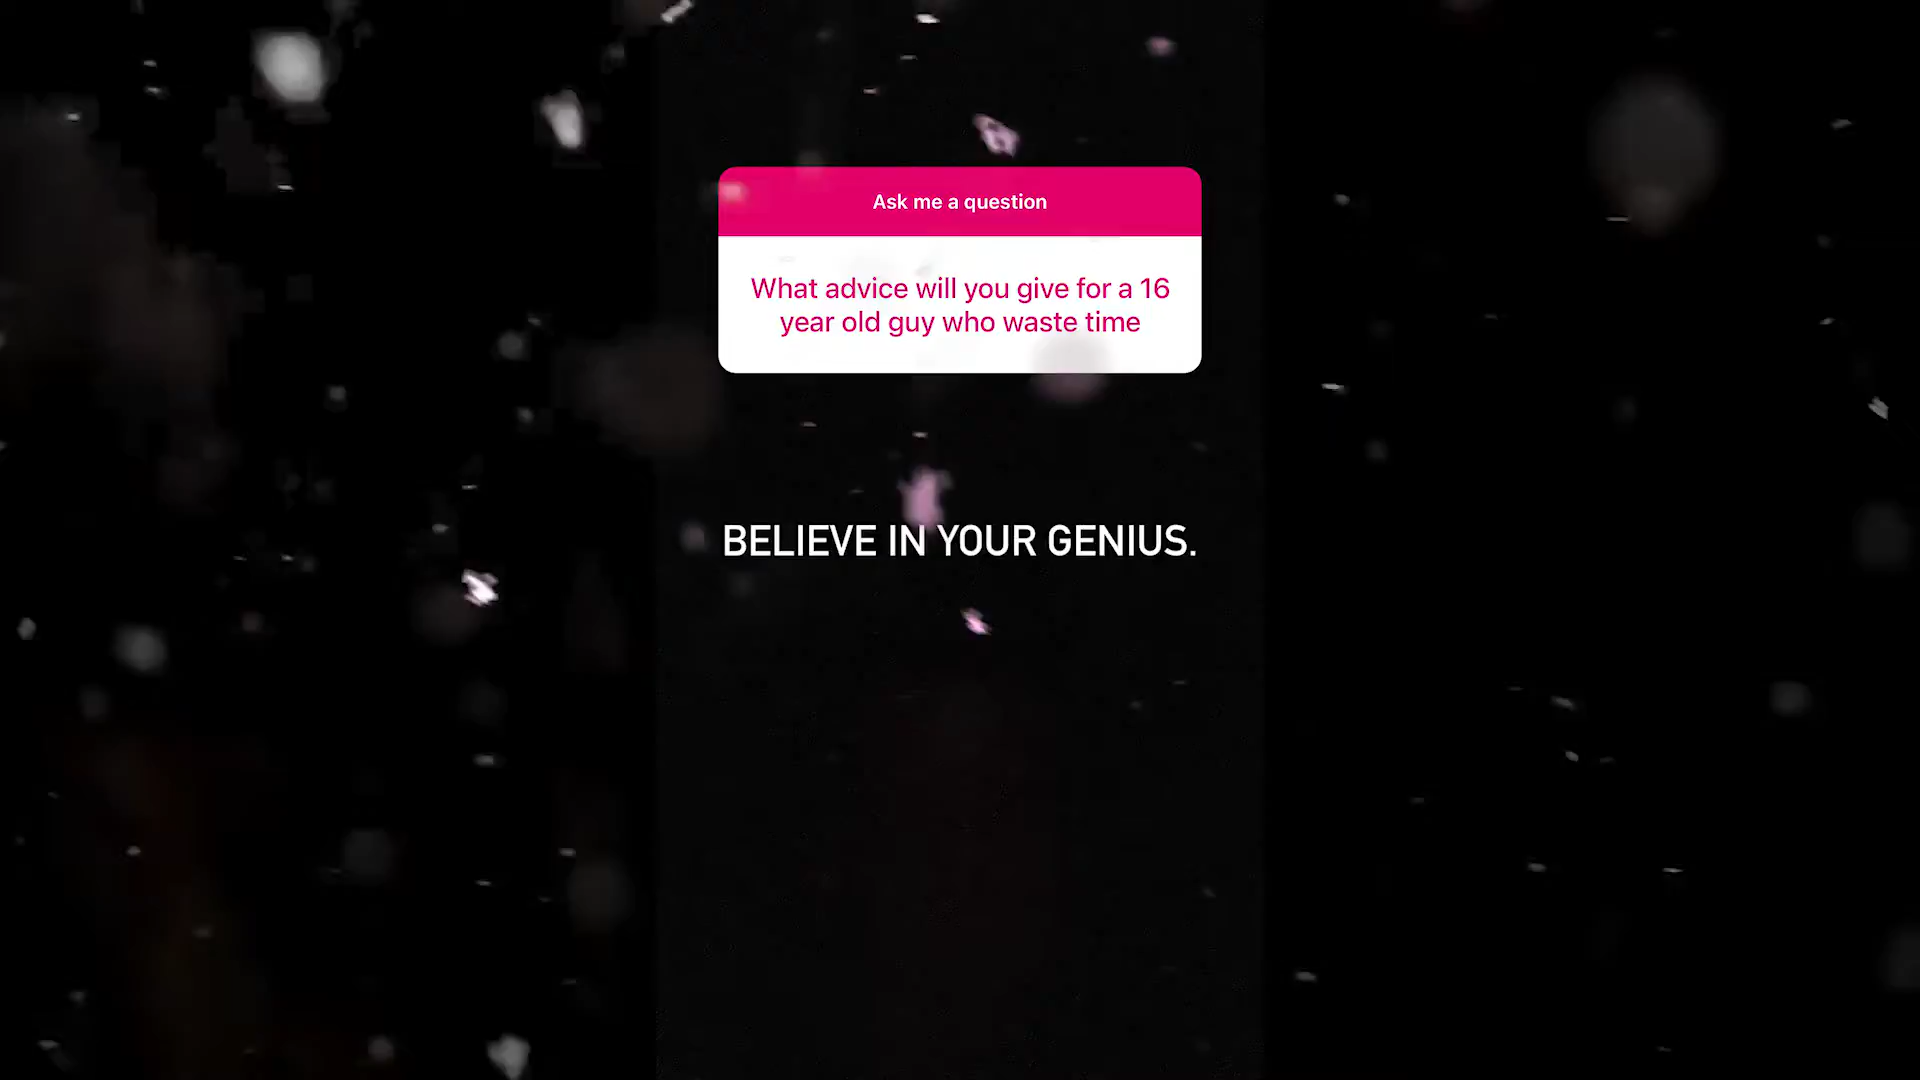 Ask me a question
What advice will you give for a 16
year old guy who waste time
BELIEVE IN YOUR GENIUS.